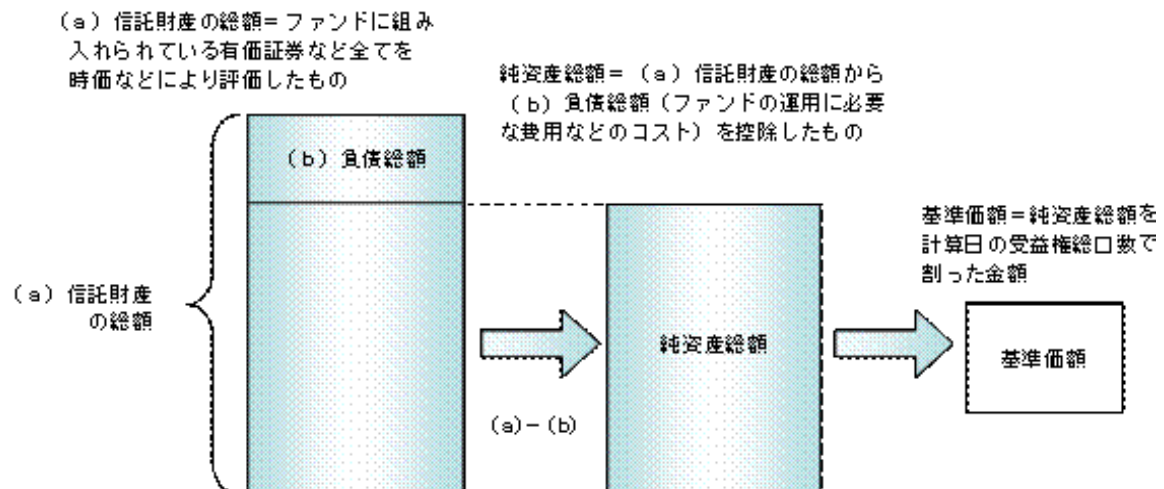 (a)信託財産の総額=ファンドに組み
入れられている有価証券など全てを
時価などにより評価したもの
純資産総額=(a)信託財産の総額から
(b)負債総額(ファンドの運用に必要
な費用などのコスト)を控除したもの
(b)負債総額
基準価額=純資産総額を
計算日の受益権総口数で
割った金額
(a)信託財産
の総額
純資産総額
基準価額
(a)-(b)